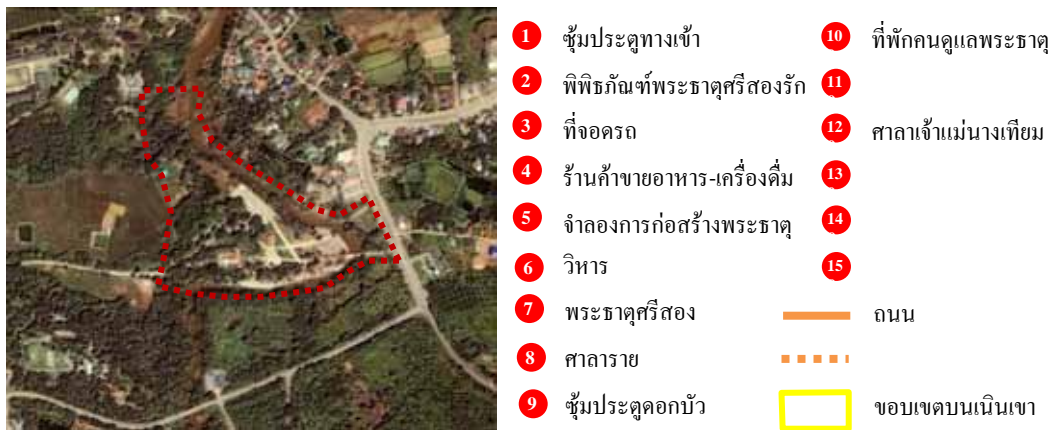 1 ซุ้มประตูทางเข้า
2 พิพิธภัณฑ์พระธาตุศรีสองรัก
3 ที่จอดรถ
4 ร้านค้าขายอาหาร-เครื่องดื่ม
5 จำลองการก่อสร้างพระธาตุ
6 วิหาร
7 พระธาตุศรีสอง
8 ศาลาราย
9 ซุ้มประตูดอกบัว
10 ที่พักคนดูแลพระธาตุ
11
12 ศาลาเจ้าแม่นางเทียม
13
14
15
ถนน
ขอบเขตบนเนินเขา